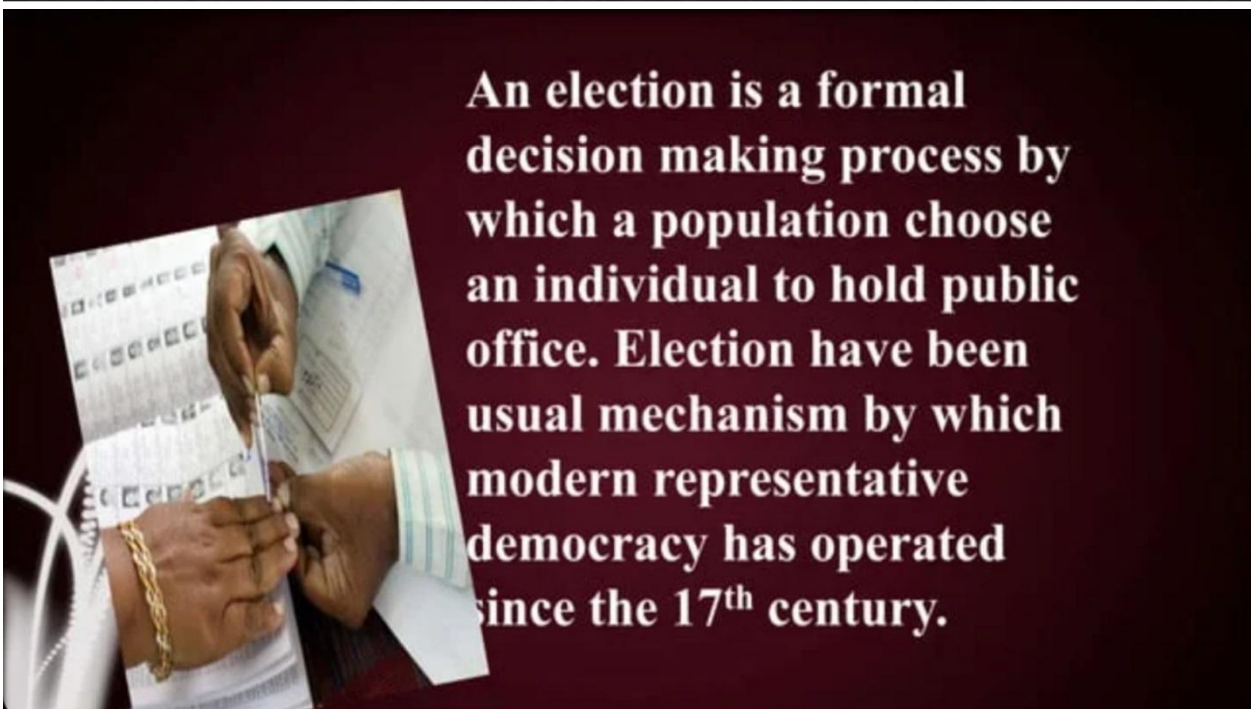 An election is a formal
decision making process by
which a population choose
an individual to hold public
office. Election have been
usual mechanism by which
modern representative
democracy has operated
since the 17th century.